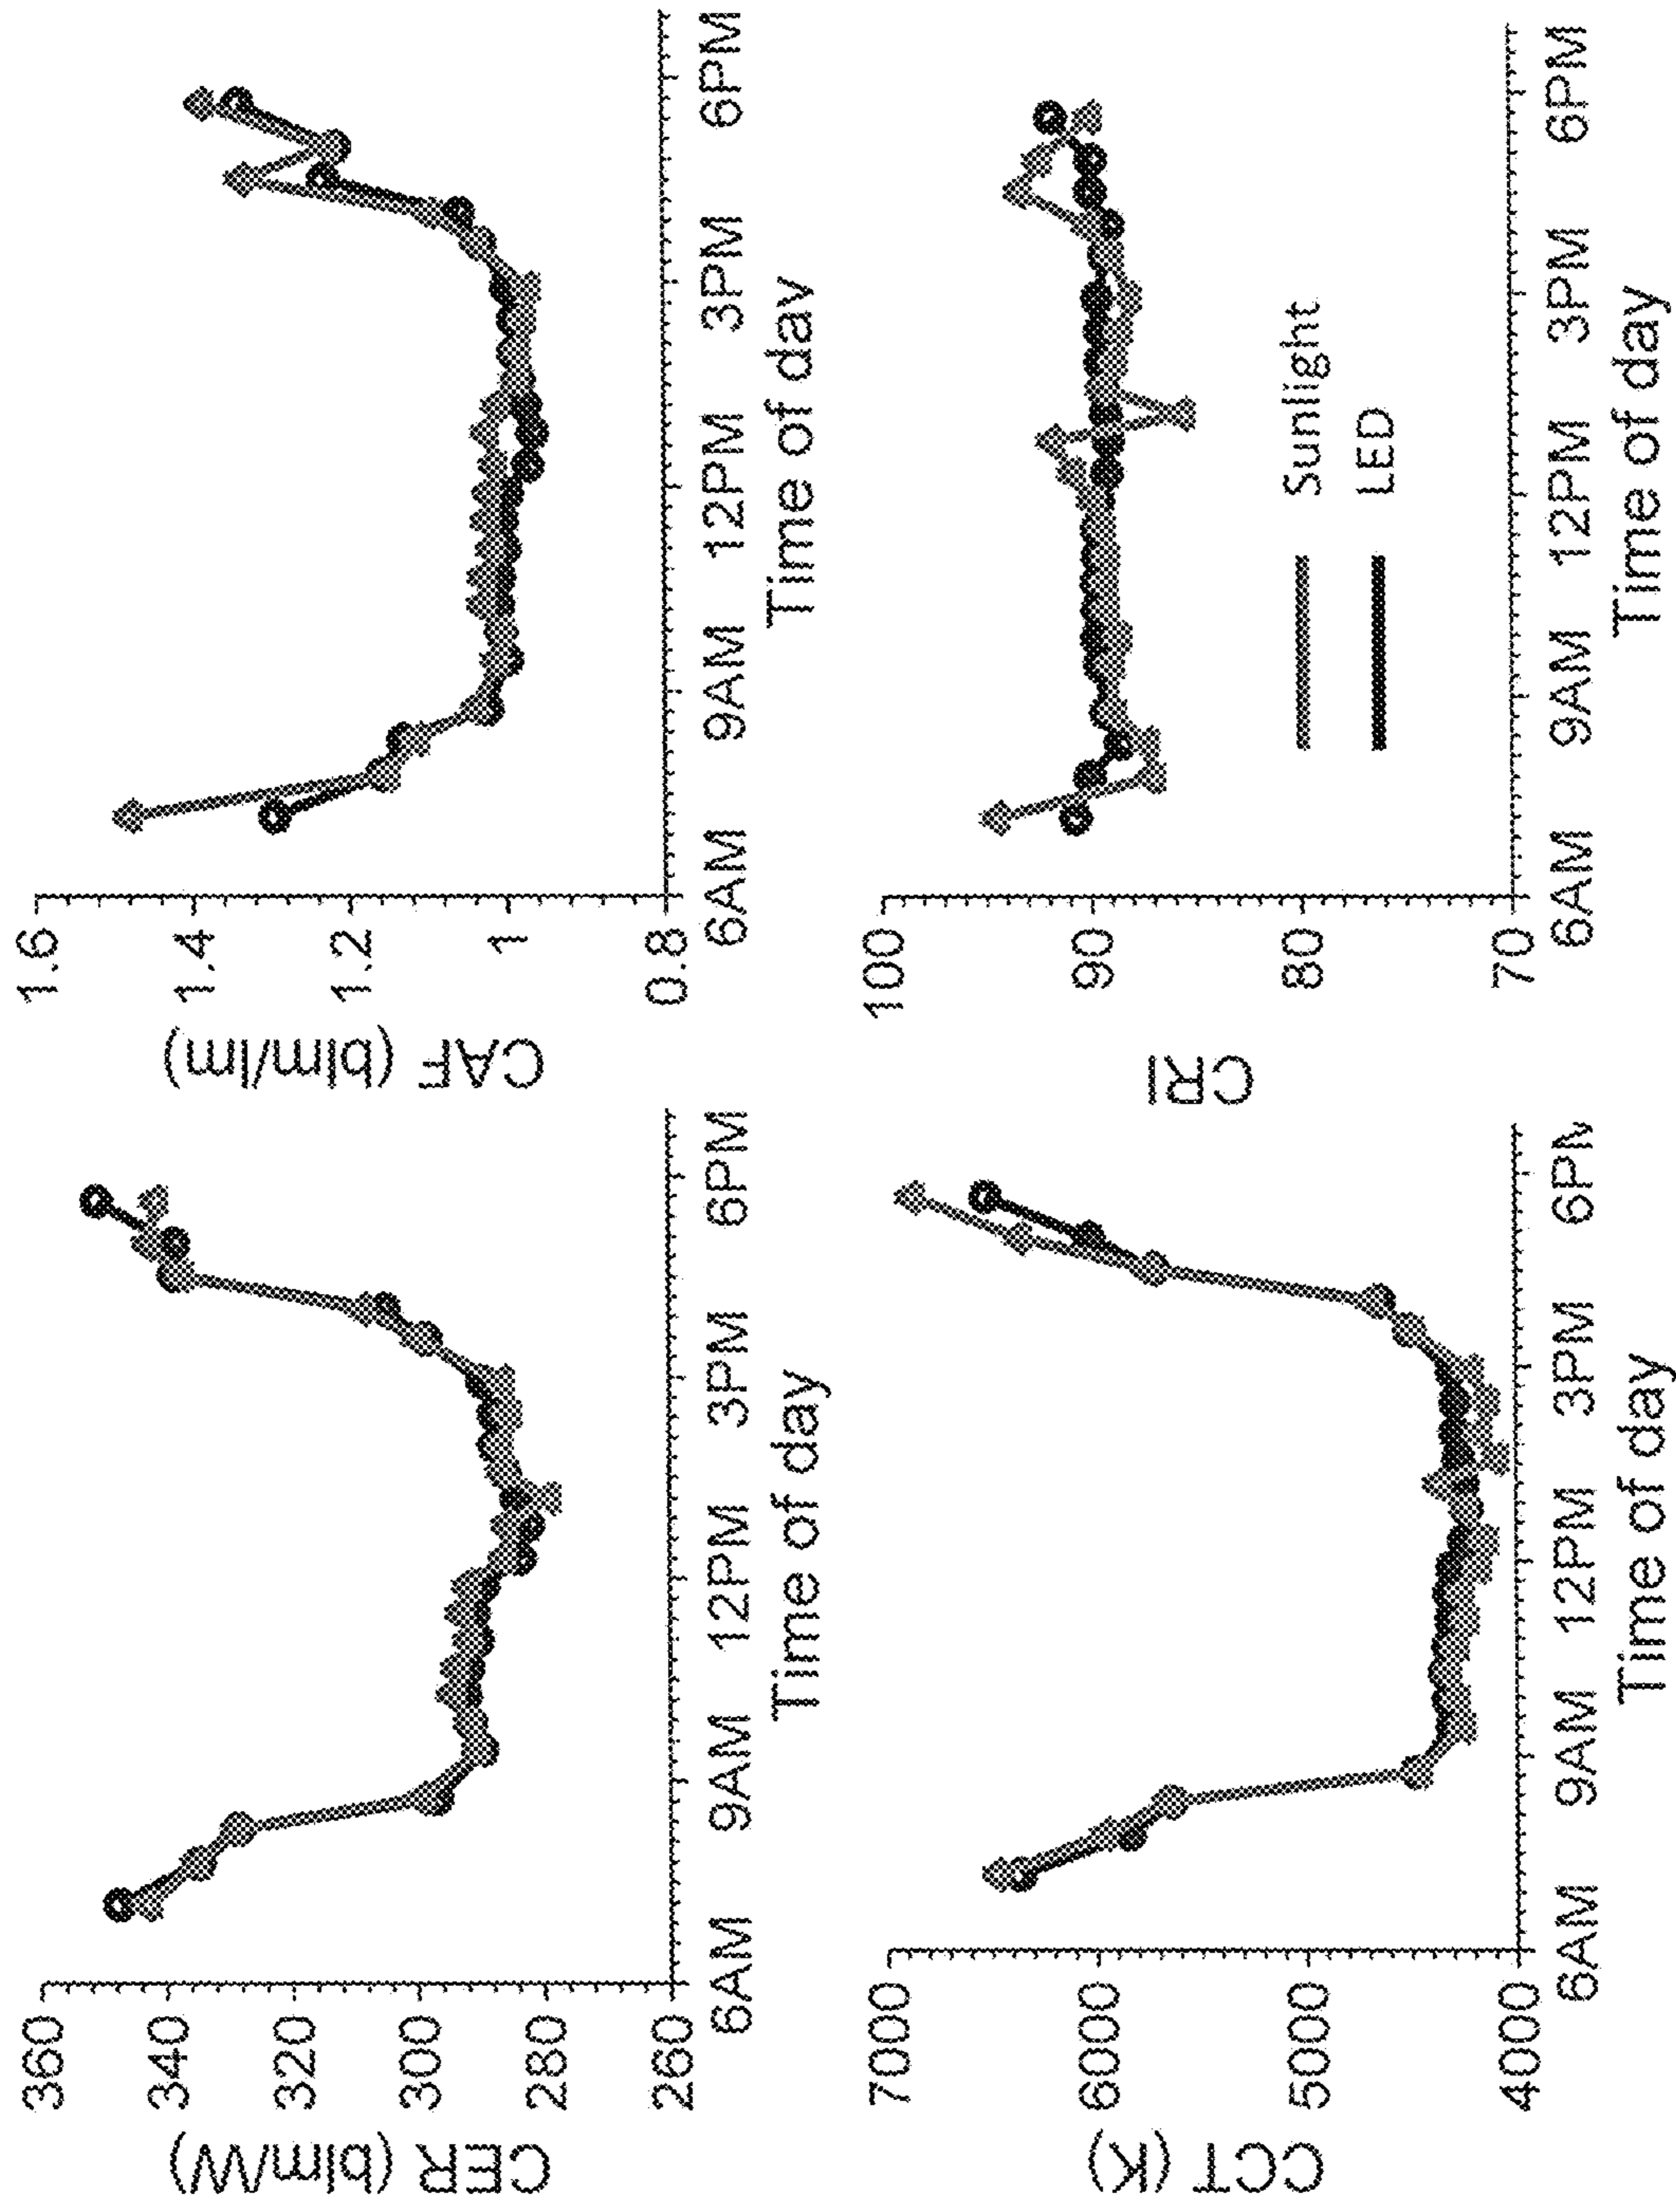 CER (blm/W)
360
340
320
300
280
260
6AM 9AM 12PM 3PM 6PM
Time of day
CAF (blm/lm)
1.6
1.4
1.2
1
0.8
6AM 9AM 12PM 3PM 6PM
Time of day
CCT (K)
7000
6000
5000
4000
6AM 9AM 12PM 3PM 6PN
Time of day
CRI
100
90
80
70
Sunlight
LED
6AM 9AM 12PM 3PM 6PM
Time of day